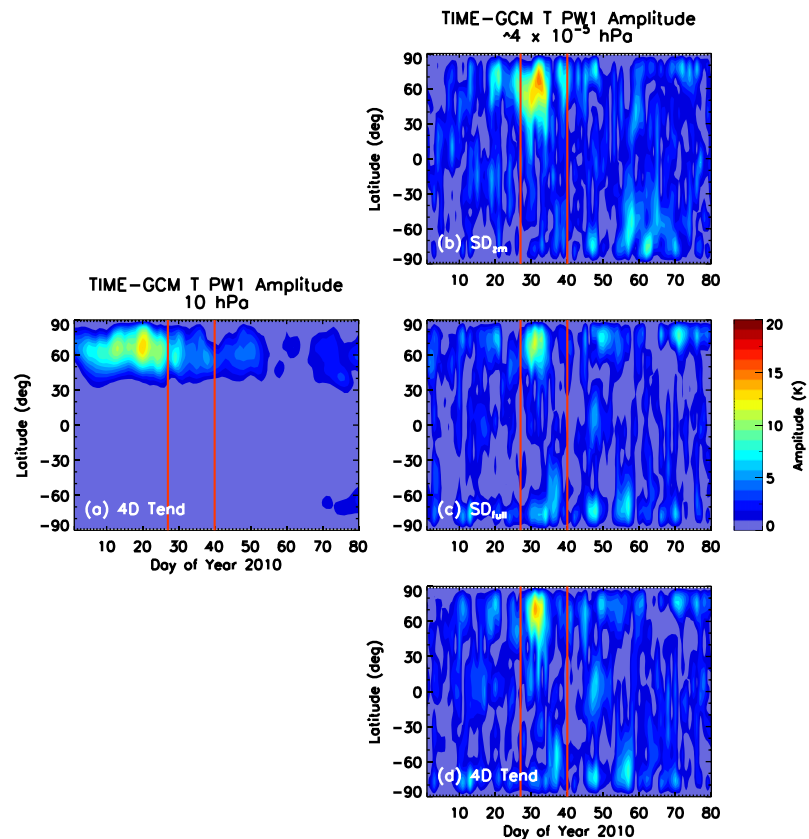 TIME-GCM T PW1 Amplitude
^4 x 10^-5 hPa
90
60
30
0
-30
-60
-90
Latitude (deg)
(b) SD_zm
10 20 30 40 50 60 70 80
TIME-GCM T PW1 Amplitude
10 hPa
90
60
30
0
-30
-60
-90
Latitude (deg)
(a) 4D Tend
10 20 30 40 50 60 70 80
Day of Year 2010
90
60
30
0
-30
-60
-90
Latitude (deg)
(c) SD_full
10 20 30 40 50 60 70 80
20
15
10
5
0
Amplitude (K)
90
60
30
0
-30
-60
-90
Latitude (deg)
(d) 4D Tend
10 20 30 40 50 60 70 80
Day of Year 2010